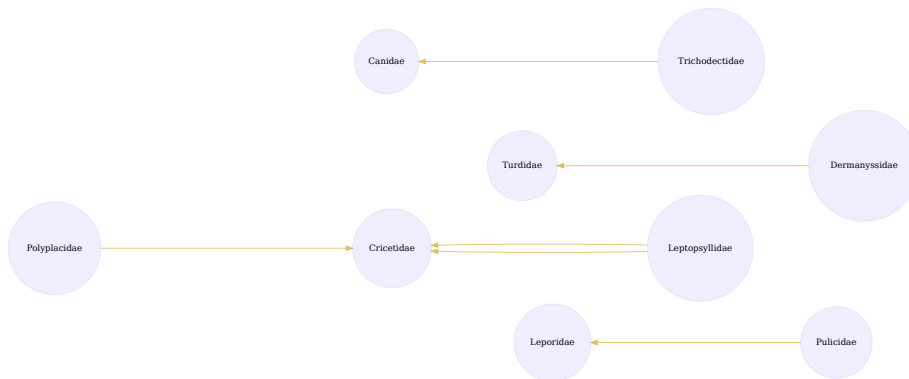 Canidae
Trichodectidae
Turdidae
Dermanyssidae
Polyplacidae
Cricetidae
Leptopsyllidae
Leporidae
Pulicidae